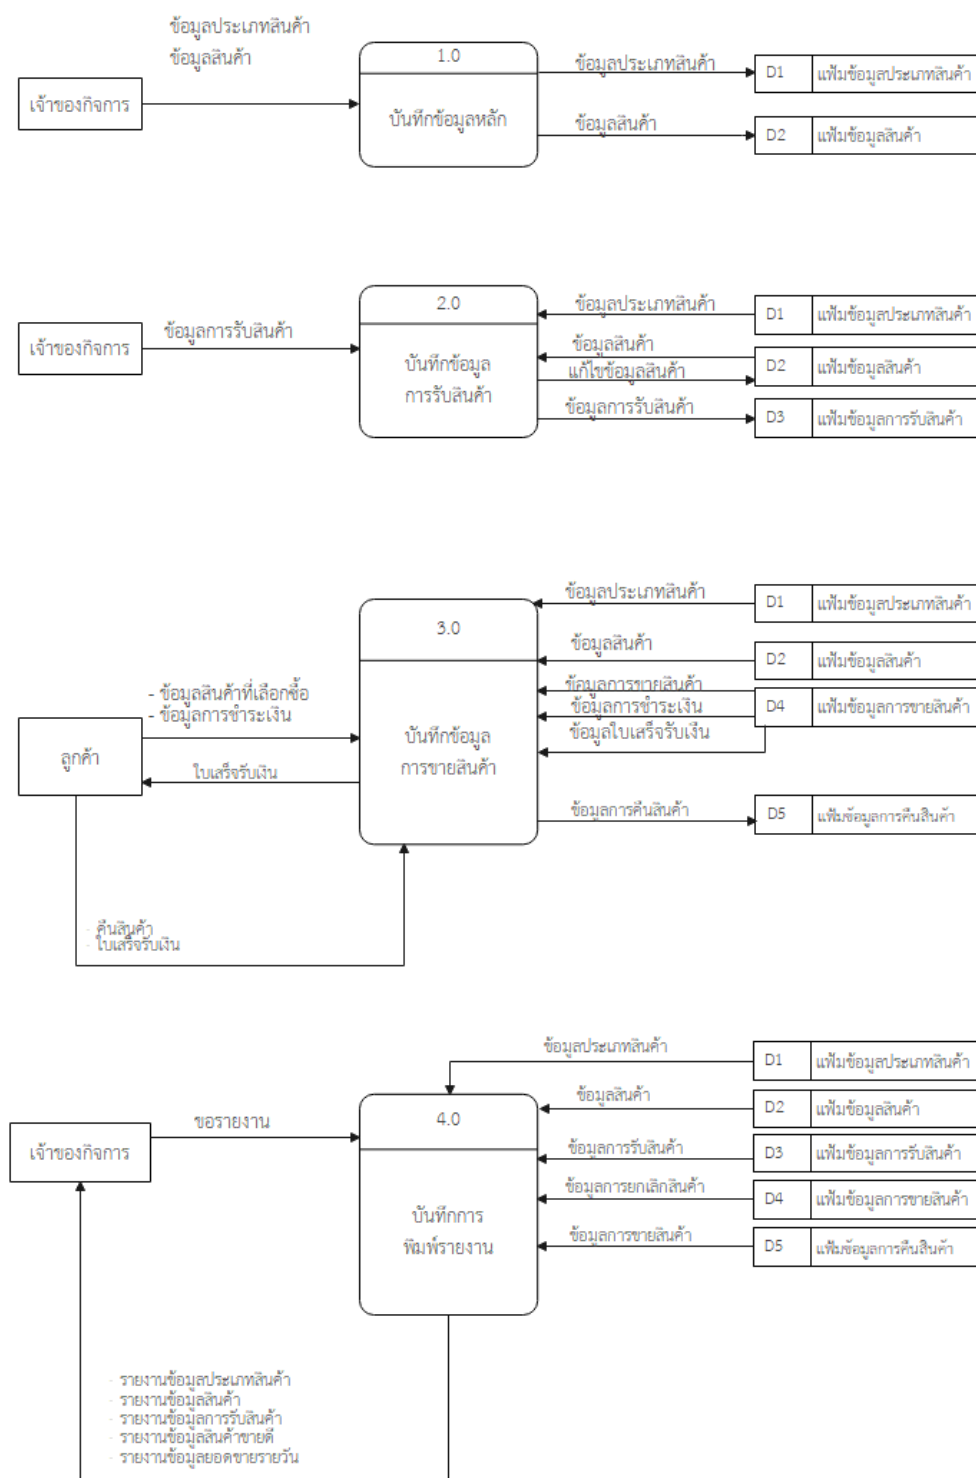 ข้อมูลประเภทสินค้า
ข้อมูลสินค้า
เจ้าของกิจการ
1.0
บันทึกข้อมูลหลัก
ข้อมูลประเภทสินค้า
D1 แฟ้มข้อมูลประเภทสินค้า
ข้อมูลสินค้า
D2 แฟ้มข้อมูลสินค้า
เจ้าของกิจการ
ข้อมูลการรับสินค้า
2.0
บันทึกข้อมูล
การรับสินค้า
ข้อมูลประเภทสินค้า
D1 แฟ้มข้อมูลประเภทสินค้า
ข้อมูลสินค้า
แก้ไขข้อมูลสินค้า
D2 แฟ้มข้อมูลสินค้า
ข้อมูลการรับสินค้า
D3 แฟ้มข้อมูลการรับสินค้า
ลูกค้า
- ข้อมูลสินค้าที่เลือกซื้อ
- ข้อมูลการชำระเงิน
ใบเสร็จรับเงิน
3.0
บันทึกข้อมูล
การขายสินค้า
ข้อมูลประเภทสินค้า
D1 แฟ้มข้อมูลประเภทสินค้า
ข้อมูลสินค้า
D2 แฟ้มข้อมูลสินค้า
ข้อมูลการขายสินค้า
ข้อมูลการชำระเงิน
ข้อมูลใบเสร็จรับเงิน
D4 แฟ้มข้อมูลการขายสินค้า
ข้อมูลการคืนสินค้า
D5 แฟ้มข้อมูลการคืนสินค้า
- คืนสินค้า
- ใบเสร็จรับเงิน
เจ้าของกิจการ
ขอรายงาน
4.0
บันทึกการ
พิมพ์รายงาน
ข้อมูลประเภทสินค้า
D1 แฟ้มข้อมูลประเภทสินค้า
ข้อมูลสินค้า
D2 แฟ้มข้อมูลสินค้า
ข้อมูลการรับสินค้า
D3 แฟ้มข้อมูลการรับสินค้า
ข้อมูลการยกเลิกสินค้า
D4 แฟ้มข้อมูลการขายสินค้า
ข้อมูลการขายสินค้า
D5 แฟ้มข้อมูลการคืนสินค้า
- รายงานข้อมูลประเภทสินค้า
- รายงานข้อมูลสินค้า
- รายงานข้อมูลการรับสินค้า
- รายงานข้อมูลสินค้าขายดี
- รายงานข้อมูลยอดขายรายวัน